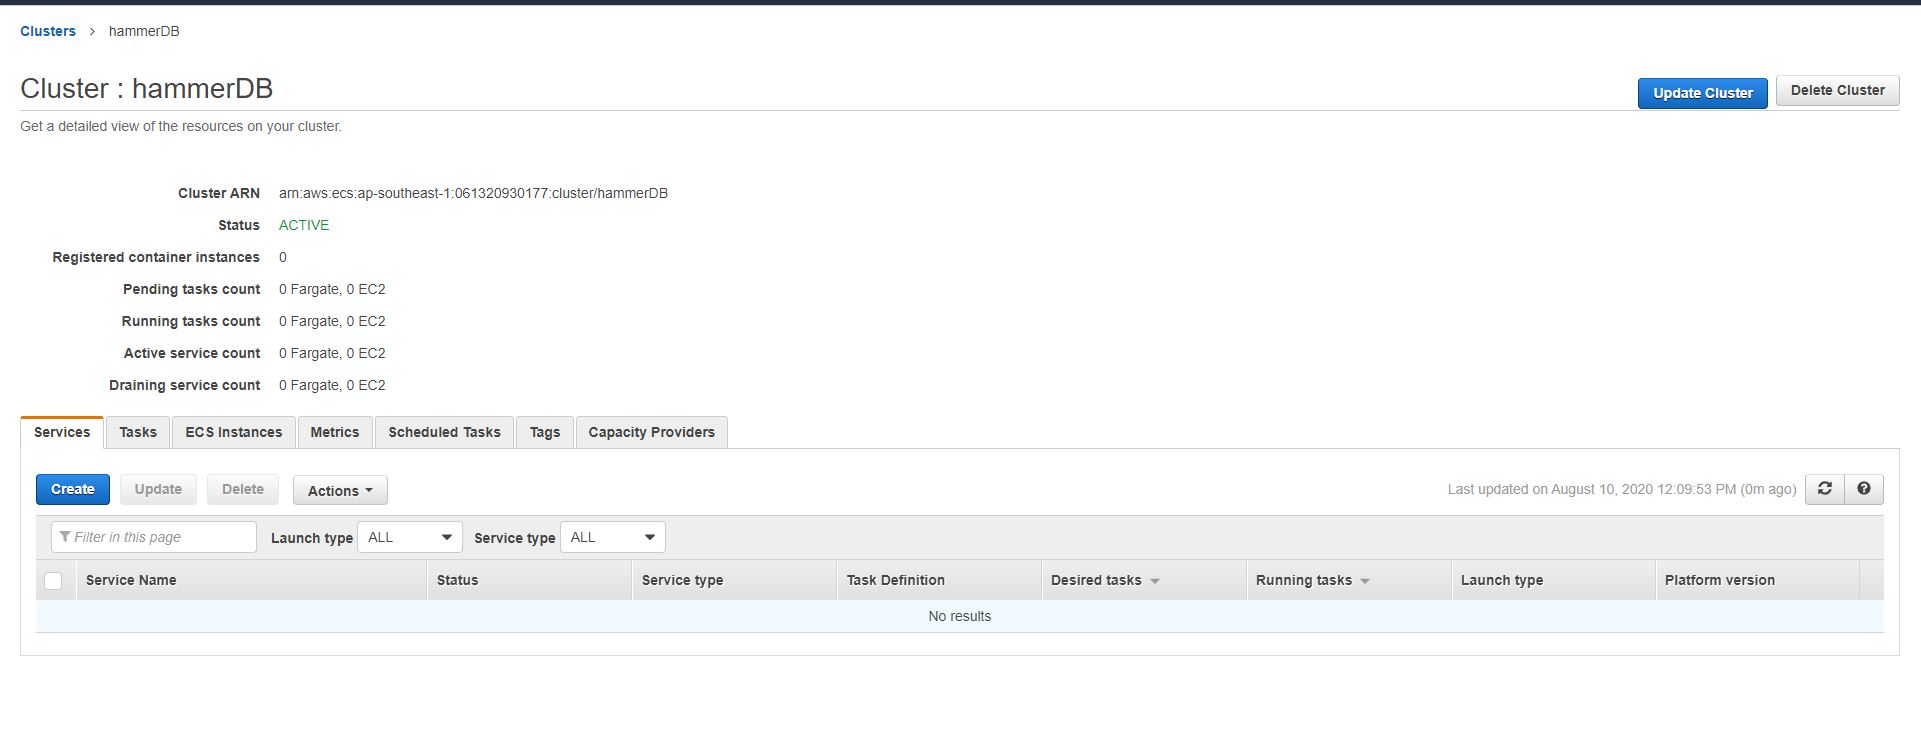 Clusters > hammerDB
Cluster : hammerDB
Update Cluster
Delete Cluster
Get a detailed view of the resources on your cluster.
Cluster ARN arn:aws:ecs:ap-southeast-1:061320930177:cluster/hammerDB
Status ACTIVE
Registered container instances 0
Pending tasks count 0 Fargate, 0 EC2
Running tasks count 0 Fargate, 0 EC2
Active service count 0 Fargate, 0 EC2
Draining service count 0 Fargate, 0 EC2
Services Tasks ECS Instances Metrics Scheduled Tasks Tags Capacity Providers
Create Update Delete Actions Last updated on August 10, 2020 12:09:53 PM (0m ago)
Filter in this page Launch type ALL Service type ALL
Service Name Status Service type Task Definition Desired tasks Running tasks Launch type Platform version
No results